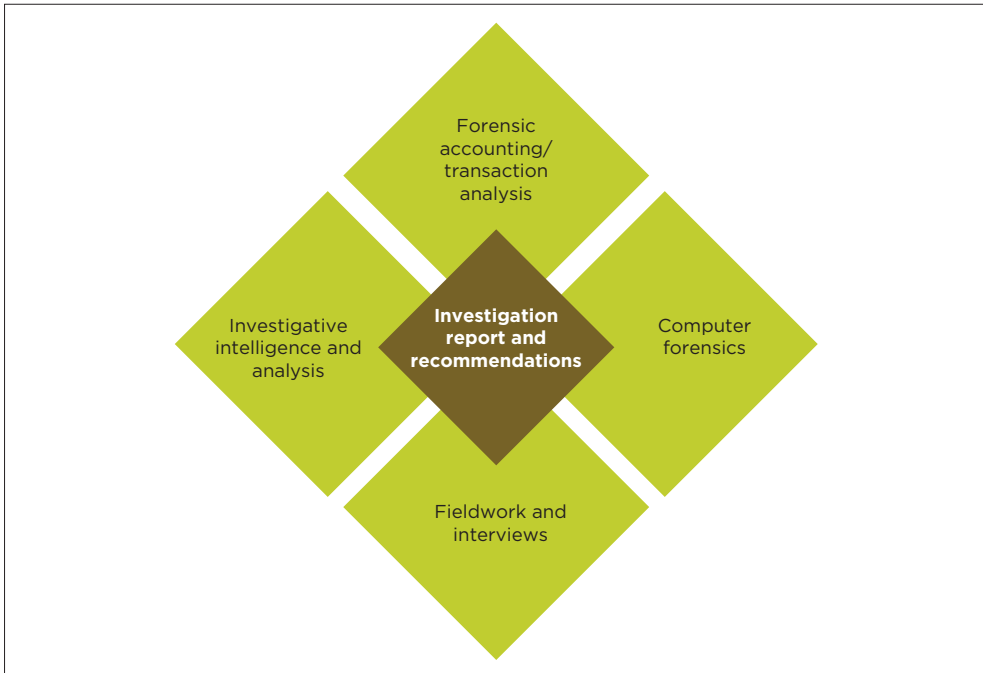 Forensic
accounting/
transaction
analysis
Investigative
intelligence and
analysis
Investigation
report and
recommendations
Computer
forensics
Fieldwork and
interviews